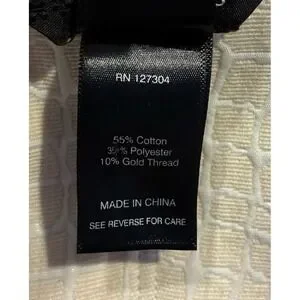 RN 127304
55% Cotton
35% Polyester
10% Gold Thread
MADE IN CHINA
SEE REVERSE FOR CARE